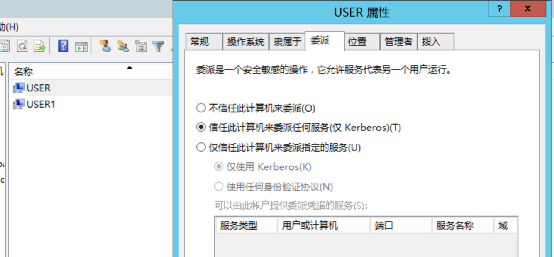 助(H)
名称
USER
USER1
USER 属性
? x
常规 操作系统 隶属于 委派 位置 管理者 拨入
委派是一个安全敏感的操作，它允许服务代表另一个用户运行。
不信任此计算机来委派(O)
信任此计算机来委派任何服务(仅 Kerberos)(T)
仅信任此计算机来委派指定的服务(U)
仅使用 Kerberos(K)
使用任何身份验证协议(N)
可以由此帐户提供委派凭据的服务(S):
服务类型 用户或计算机 端口 服务名称 域